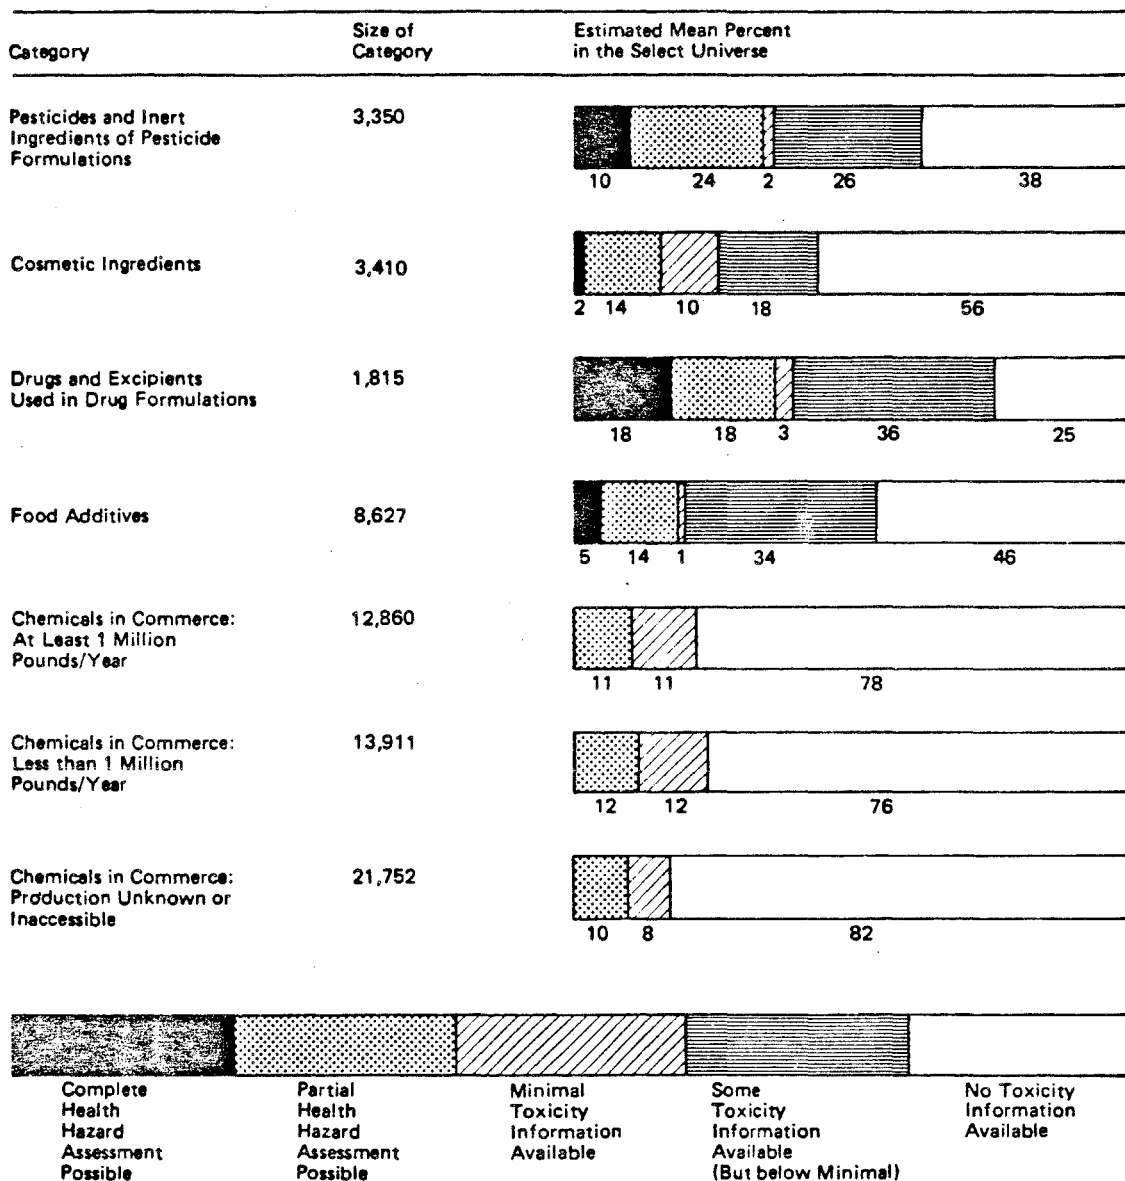 Category
Size of
Category
Estimated Mean Percent
in the Select Universe
Pesticides and Inert
Ingredients of Pesticide
Formulations
3,350
10 24 2 26 38
Cosmetic Ingredients
3,410
2 14 10 18 56
Drugs and Excipients
Used in Drug Formulations
1,815
18 18 3 36 25
Food Additives
8,627
5 14 1 34 46
Chemicals in Commerce:
At Least 1 Million
Pounds/Year
12,860
11 11 78
Chemicals in Commerce:
Less than 1 Million
Pounds/Year
13,911
12 12 76
Chemicals in Commerce:
Production Unknown or
Inaccessible
21,752
10 8 82
Complete
Health
Hazard
Assessment
Possible
Partial
Health
Hazard
Assessment
Possible
Minimal
Toxicity
Information
Available
Some
Toxicity
Information
Available
(But below Minimal)
No Toxicity
Information
Available